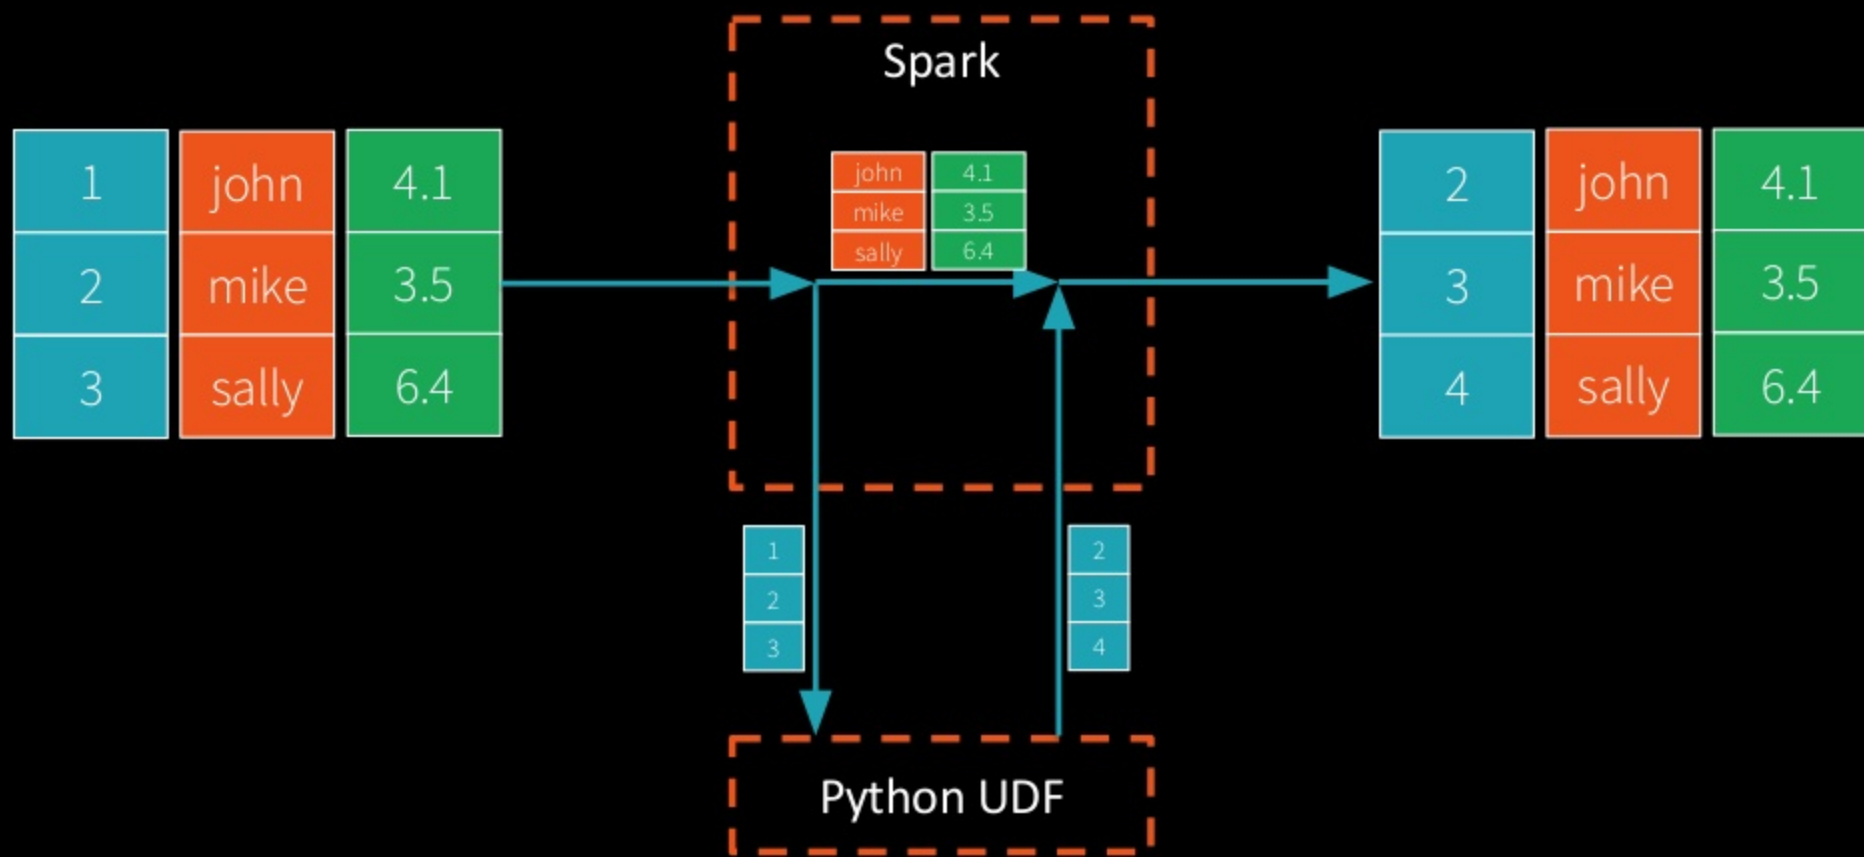 Spark
1 john 4.1
2 mike 3.5
3 sally 6.4
john 4.1
mike 3.5
sally 6.4
2 john 4.1
3 mike 3.5
4 sally 6.4
1
2
3
2
3
4
Python UDF